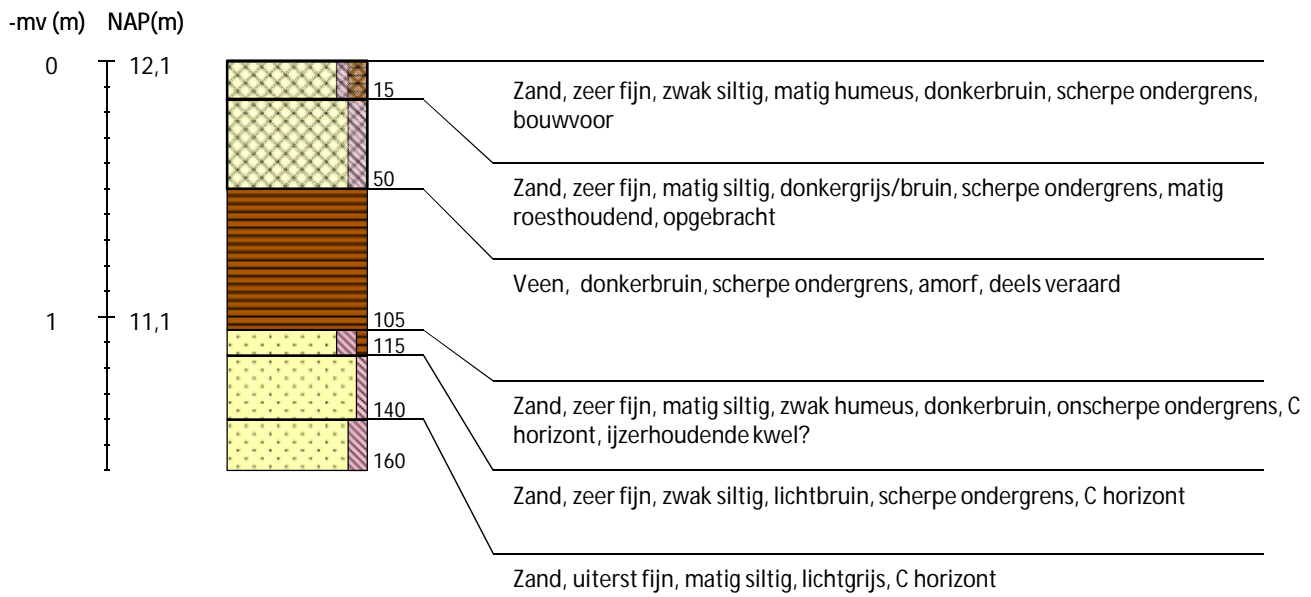 -mv (m) NAP(m)
0 12,1
15
Zand, zeer fijn, zwak siltig, matig humeus, donkerbruin, scherpe ondergrens,
bouwvoor
50
Zand, zeer fijn, matig siltig, donkergrijs/bruin, scherpe ondergrens, matig
roesthoudend, opgebracht
Veen, donkerbruin, scherpe ondergrens, amorf, deels veraard
1 11,1
105
115
Zand, zeer fijn, matig siltig, zwak humeus, donkerbruin, onscherpe ondergrens, C
horizont, ijzerhoudende kwel?
140
160
Zand, zeer fijn, zwak siltig, lichtbruin, scherpe ondergrens, C horizont
Zand, uiterst fijn, matig siltig, lichtgrijs, C horizont